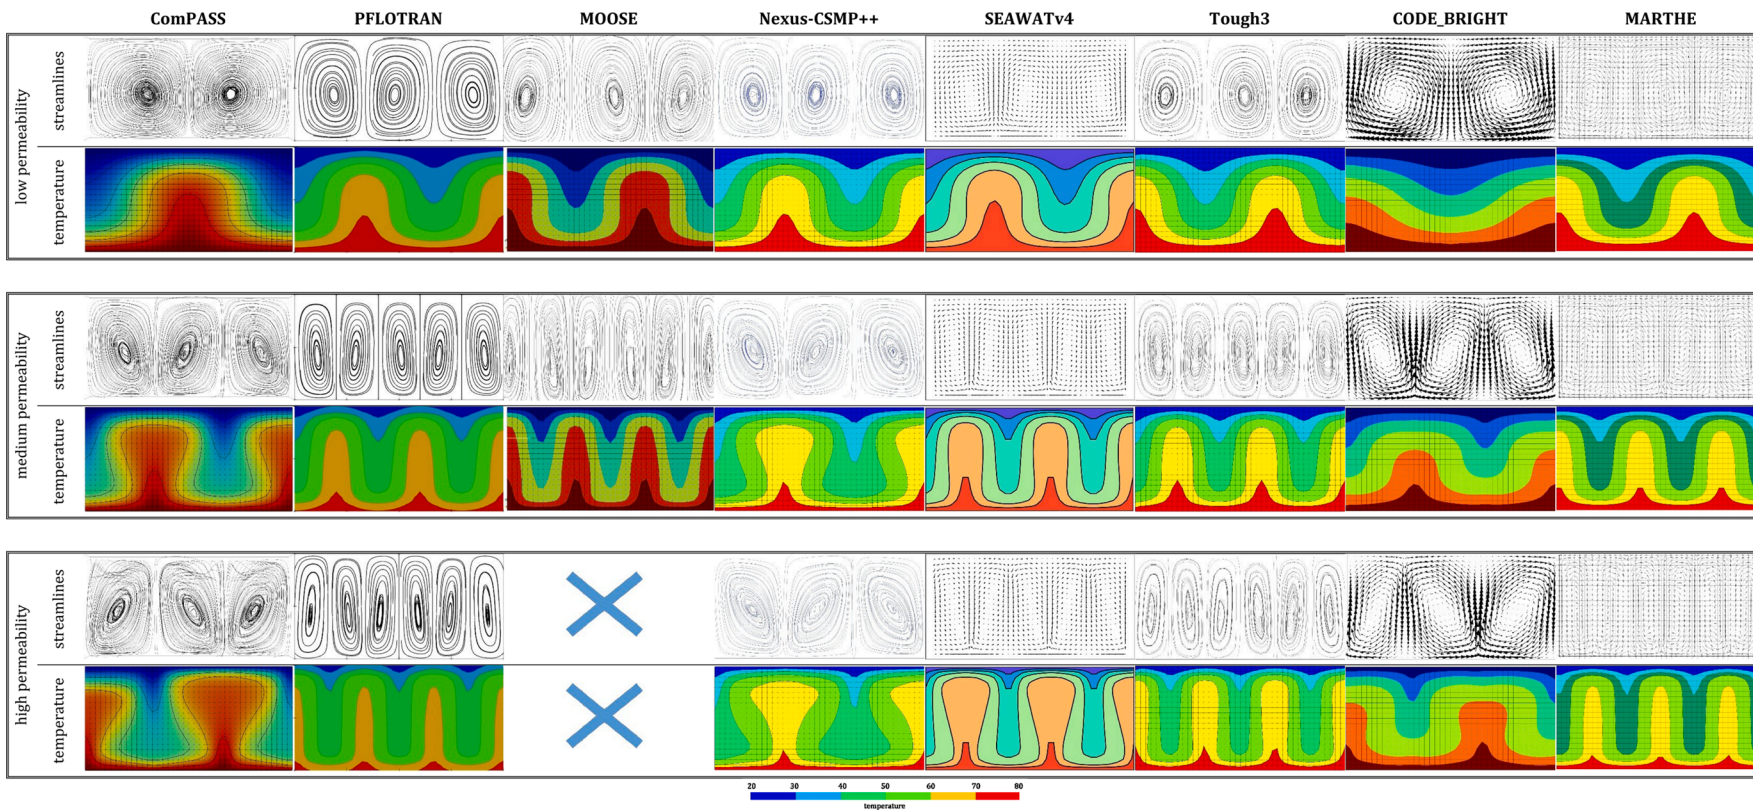 ComPASS PFLOTRAN MOOSE Nexus-CSMP++ SEAWATv4 Tough3 CODE_BRIGHT MARTHE
low permeability
streamlines
temperature
medium permeability
streamlines
temperature
high permeability
streamlines
temperature
20 30 40 50 60 70 80
temperature